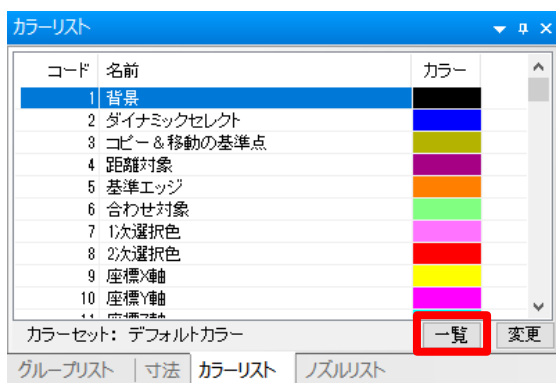 カラーリスト
コード 名前 カラー
1 背景
2 ダイナミックセレクト
3 コピー＆移動の基準点
4 距離対象
5 基準エッジ
6 合わせ対象
7 1次選択色
8 2次選択色
9 座標X軸
10 座標Y軸
11 座標Z軸
カラーセット： デフォルトカラー 一覧 変更
グループリスト 寸法 カラーリスト ノズルリスト